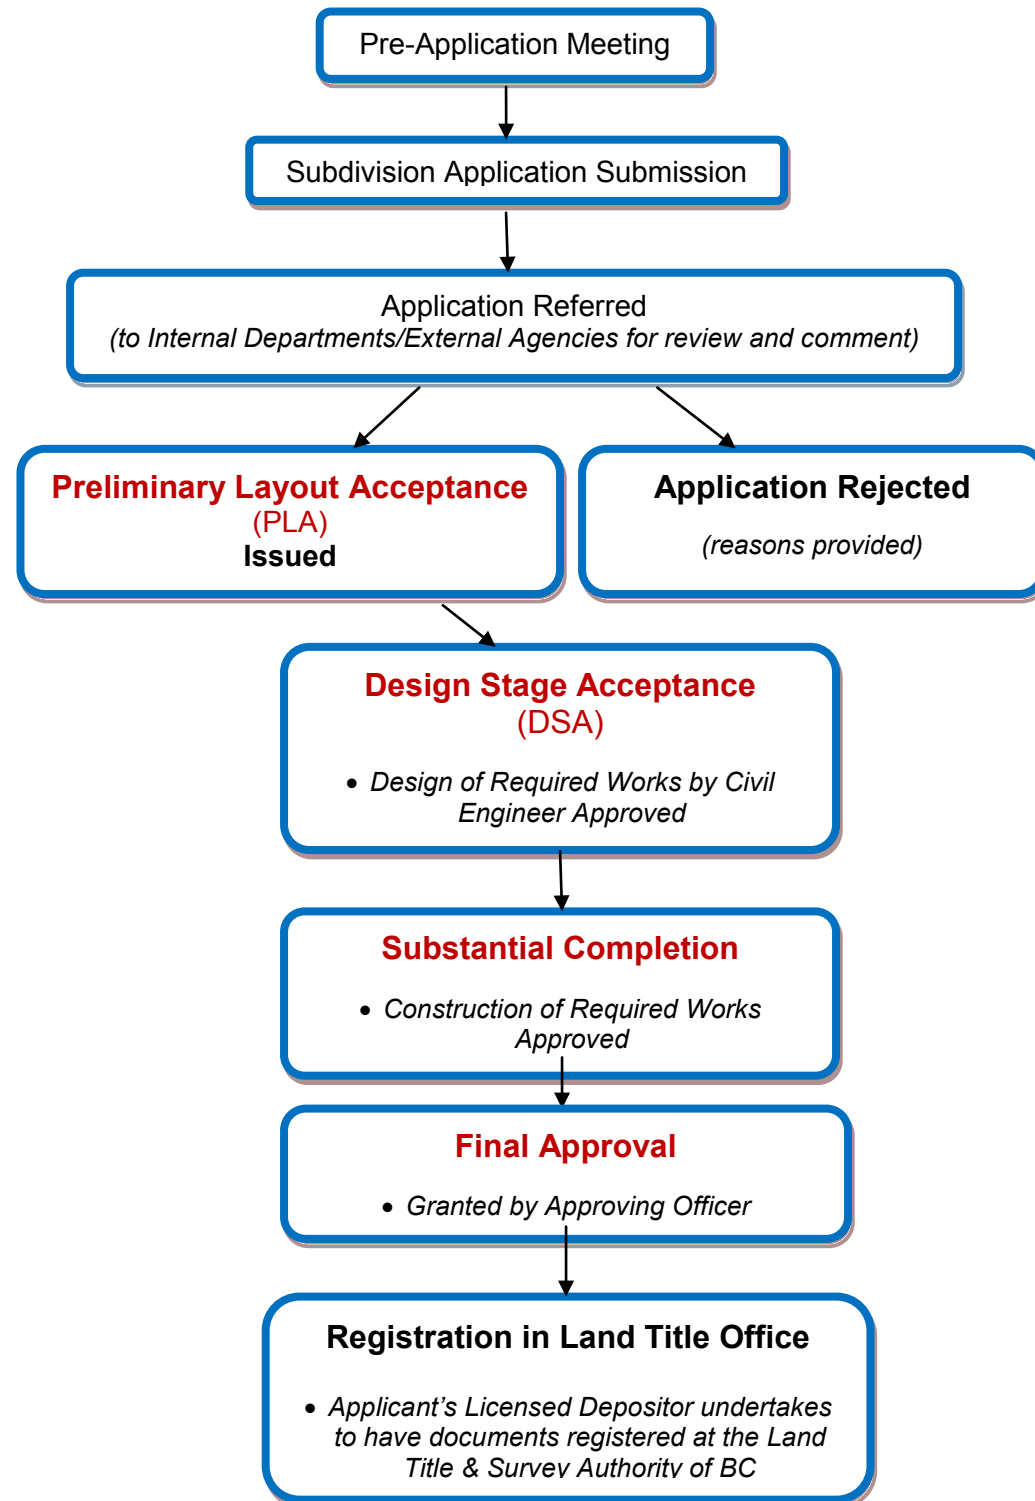 Pre-Application Meeting
Subdivision Application Submission
Application Referred
(to Internal Departments/External Agencies for review and comment)
Preliminary Layout Acceptance
(PLA)
Issued
Application Rejected
(reasons provided)
Design Stage Acceptance
(DSA)
• Design of Required Works by Civil
Engineer Approved
Substantial Completion
• Construction of Required Works
Approved
Final Approval
• Granted by Approving Officer
Registration in Land Title Office
• Applicant's Licensed Depositor undertakes
to have documents registered at the Land
Title & Survey Authority of BC